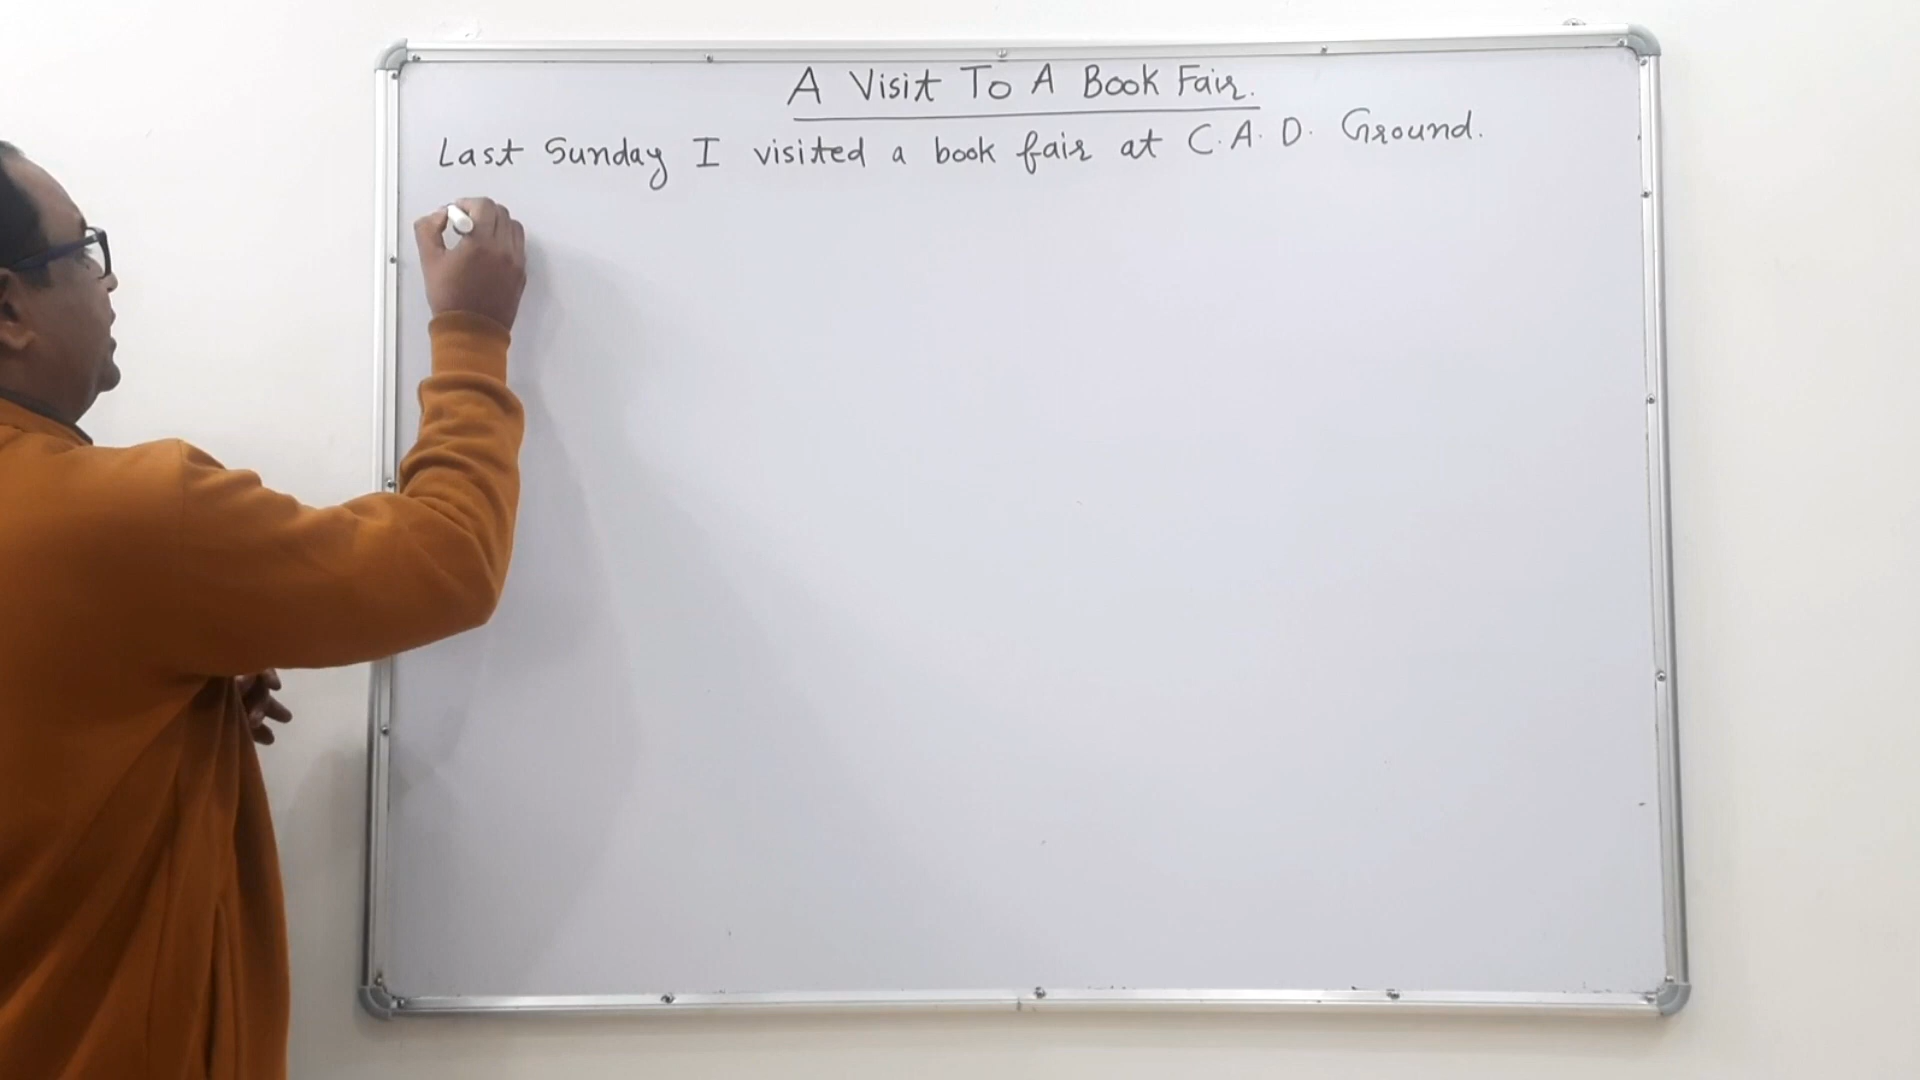 A Visit To A Book Fair.
Last Sunday I visited a book fair at C.A.D. Ground.